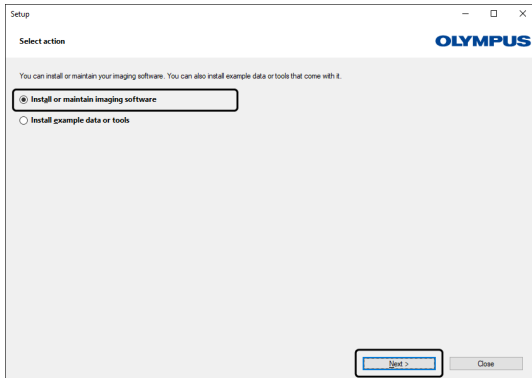 Setup
Select action
OLYMPUS
You can install or maintain your imaging software. You can also install example data or tools that come with it.
Install or maintain imaging software
Install example data or tools
Next >
Close